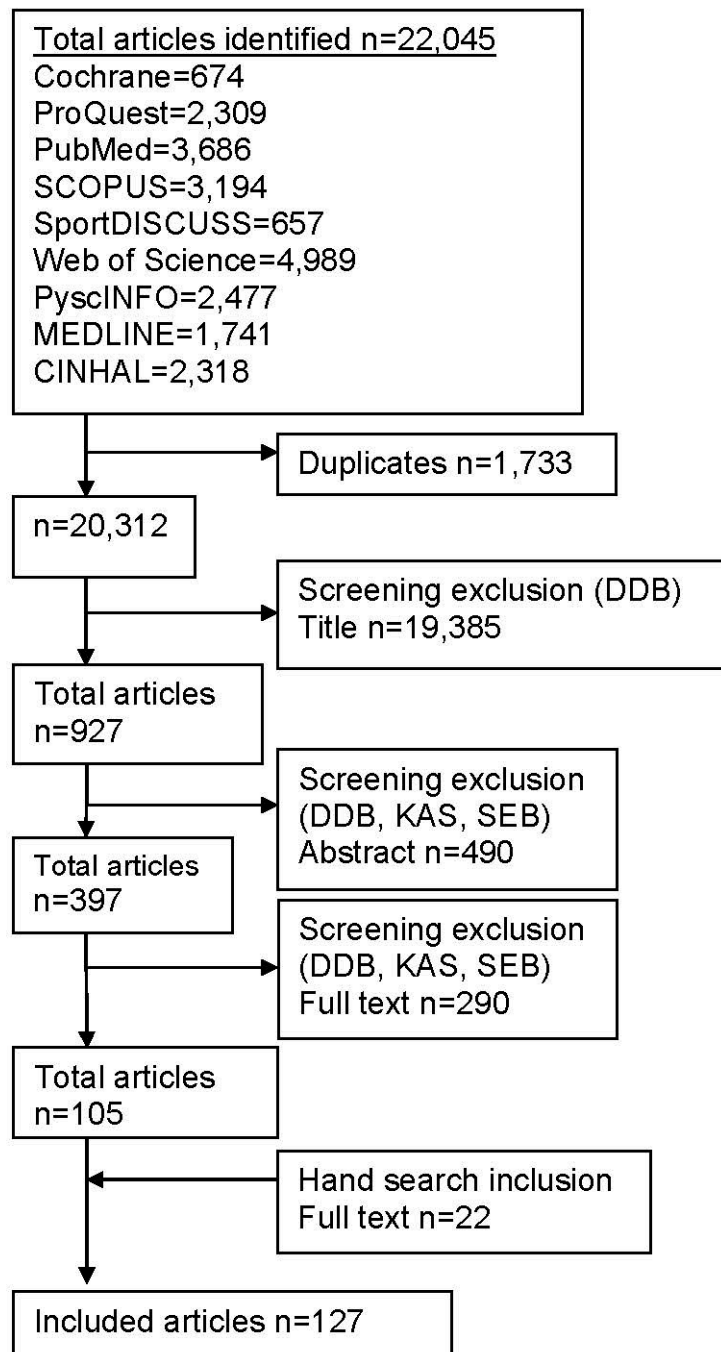 Total articles identified n=22,045
Cochrane=674
ProQuest=2,309
PubMed=3,686
SCOPUS=3,194
SportDISCUSS=657
Web of Science=4,989
PyscINFO=2,477
MEDLINE=1,741
CINHAL=2,318
Duplicates n=1,733
n=20,312
Screening exclusion (DDB)
Title n=19,385
Total articles
n=927
Screening exclusion
(DDB, KAS, SEB)
Abstract n=490
Total articles
n=397
Screening exclusion
(DDB, KAS, SEB)
Full text n=290
Total articles
n=105
Hand search inclusion
Full text n=22
Included articles n=127